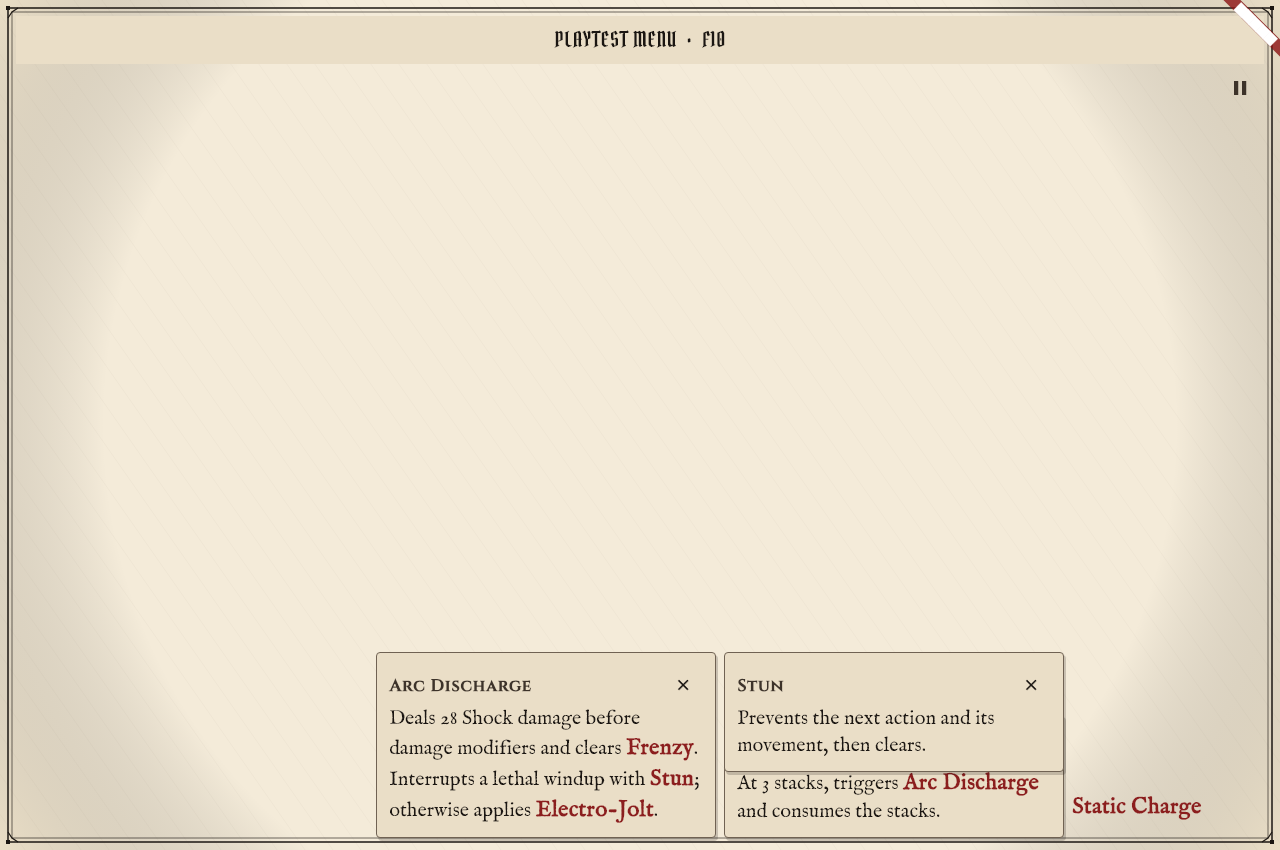 PLAYTEST MENU · F10
ARC DISCHARGE
Deals 28 Shock damage before
damage modifiers and clears Frenzy.
Interrupts a lethal windup with Stun;
otherwise applies Electro-Jolt.
STUN
Prevents the next action and its
movement, then clears.
At 3 stacks, triggers Arc Discharge
and consumes the stacks.
Static Charge